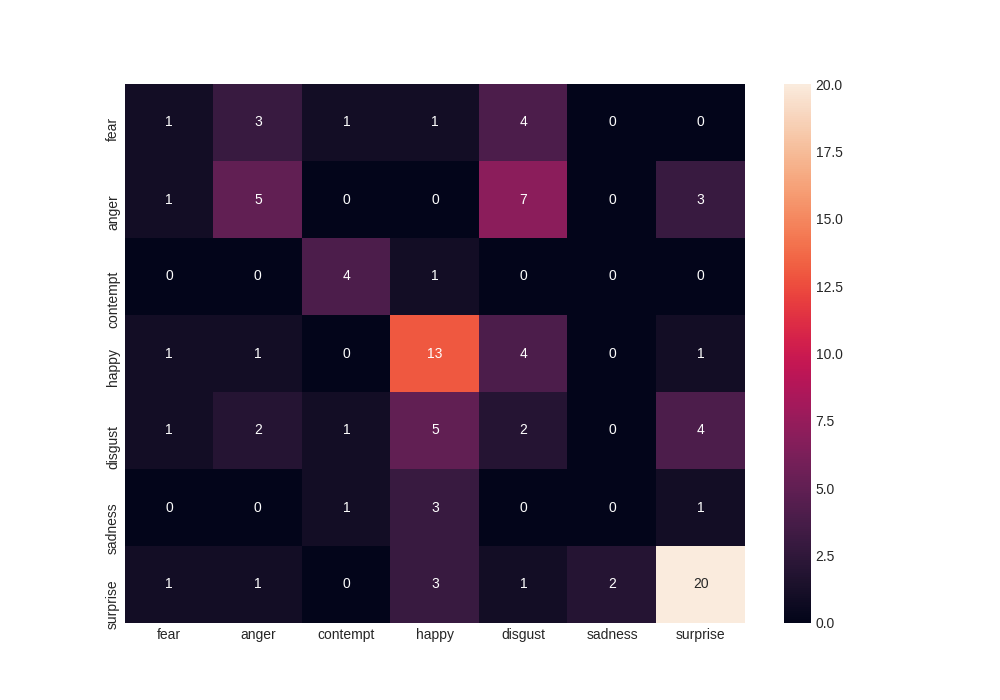 20.0
fear 1 3 1 1 4 0 0
17.5
anger 1 5 0 0 7 0 3
15.0
contempt 0 0 4 1 0 0 0
12.5
happy 1 1 0 13 4 0 1
10.0
7.5
disgust 1 2 1 5 2 0 4
5.0
sadness 0 0 1 3 0 0 1
2.5
surprise 1 1 0 3 1 2 20
0.0
fear anger contempt happy disgust sadness surprise